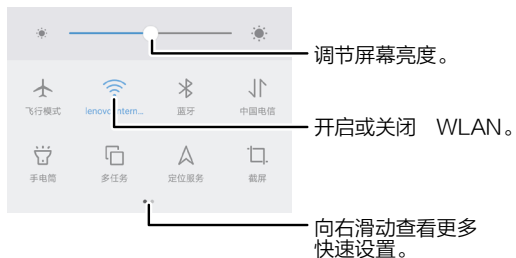 调节屏幕亮度。
飞行模式 lenovo Intern... 蓝牙 中国电信
开启或关闭 WLAN。
手电筒 多任务 定位服务 截屏
向右滑动查看更多
快速设置。